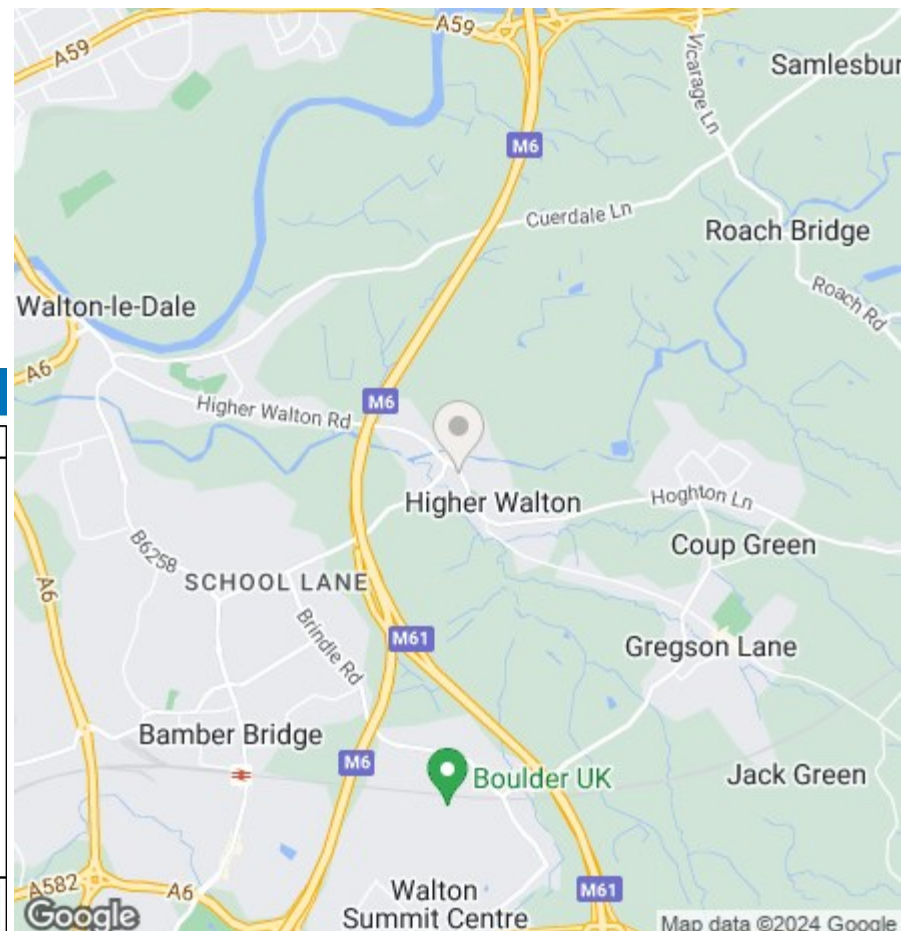 A59
A59
Samlesbur
Vicarage Ln
M6
Cuerdale Ln
Roach Bridge
Roach Rd
Walton-le-Dale
A6
M6
Higher Walton Rd
Higher Walton
Hoghton Ln
Coup Green
B6258
SCHOOL LANE
A6
Brindle Rd
M61
Gregson Lane
Bamber Bridge
M6
Boulder UK
Jack Green
A582
A6
Walton
Summit Centre
M61
Google
Map data ©2024 Google